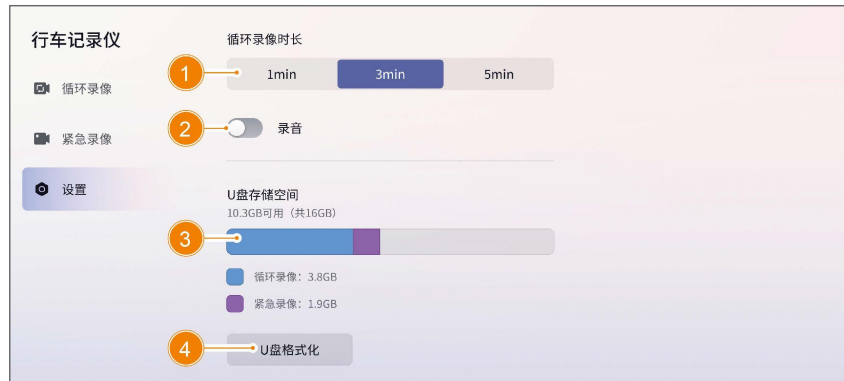 行车记录仪
循环录像
紧急录像
设置
循环录像时长
1
1min
3min
5min
2
录音
U盘存储空间
10.3GB可用（共16GB）
3
循环录像：3.8GB
紧急录像：1.9GB
4
U盘格式化